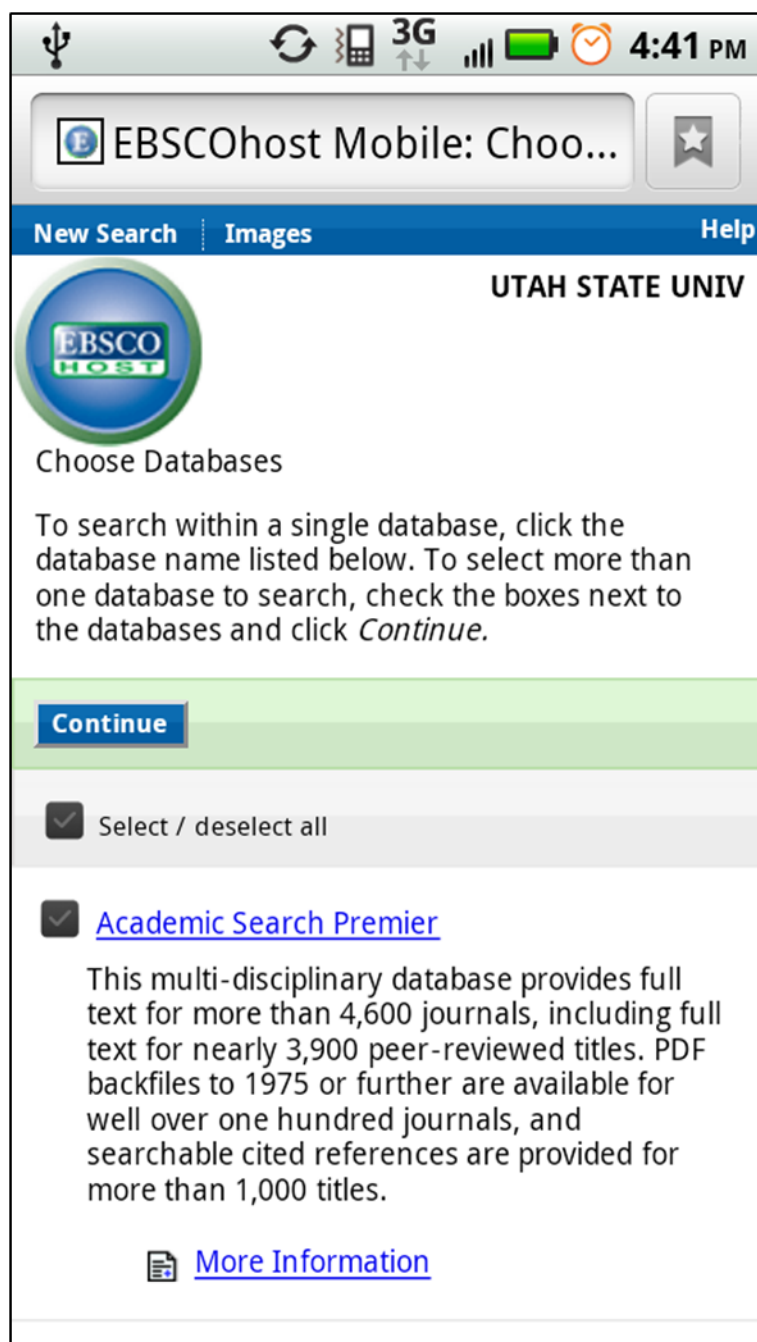 3G
4:41 PM
EBSCOhost Mobile: Choo...
New Search Images Help
UTAH STATE UNIV
EBSCO
HOST
Choose Databases
To search within a single database, click the
database name listed below. To select more than
one database to search, check the boxes next to
the databases and click Continue.
Continue
Select / deselect all
Academic Search Premier
This multi-disciplinary database provides full
text for more than 4,600 journals, including full
text for nearly 3,900 peer-reviewed titles. PDF
backfiles to 1975 or further are available for
well over one hundred journals, and
searchable cited references are provided for
more than 1,000 titles.
More Information